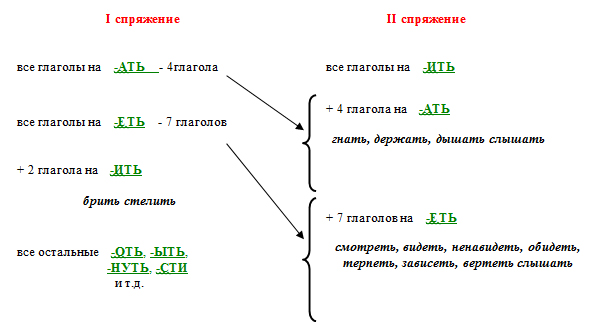 I спряжение
все глаголы на -АТЬ - 4глагола
все глаголы на -ЕТЬ - 7 глаголов
+ 2 глагола на -ИТЬ
брить стелить
все остальные -ОТЬ, -ЫТЬ,
-НУТЬ, -СТИ
и т.д.
II спряжение
все глаголы на -ИТЬ
+ 4 глагола на -АТЬ
гнать, держать, дышать слышать
+ 7 глаголов на -ЕТЬ
смотреть, видеть, ненавидеть, обидеть,
терпеть, зависеть, вертеть слышать